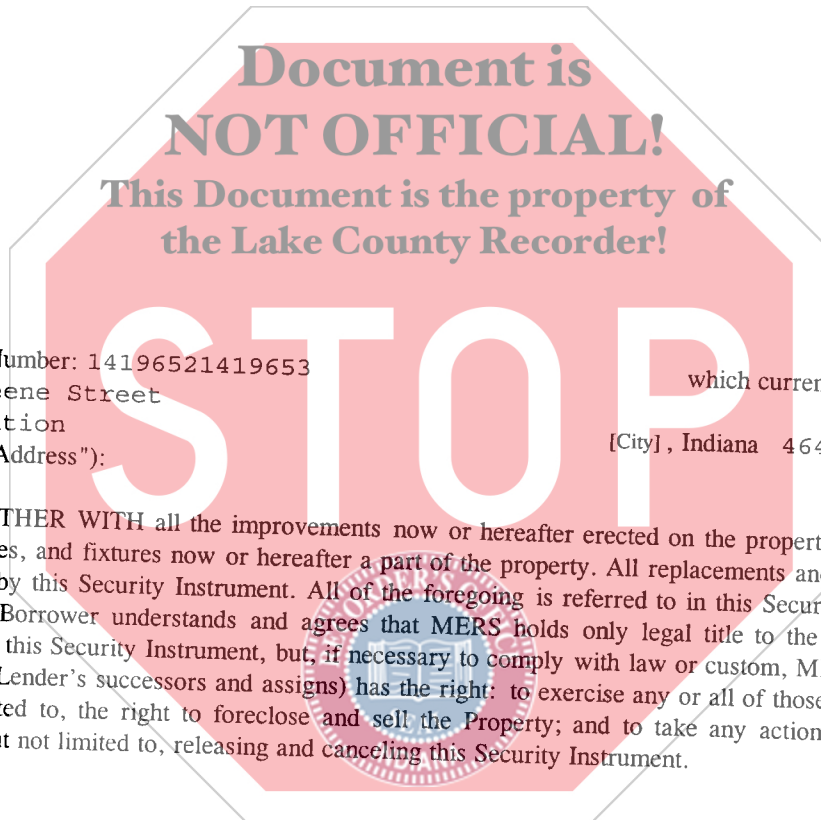 Document is
NOT OFFICIAL!
This Document is the property of
the Lake County Recorder!
STOP
Number: 14196521419653
which curren
eene Street
tion
[City] , Indiana 464
Address"):
THER WITH all the improvements now or hereafter erected on the propert
es, and fixtures now or hereafter a part of the property. All replacements an
by this Security Instrument. All of the foregoing is referred to in this Secur
Borrower understands and agrees that MERS holds only legal title to the
this Security Instrument, but, if necessary to comply with law or custom, M
Lender's successors and assigns) has the right: to exercise any or all of those
ted to, the right to foreclose and sell the Property; and to take any action
t not limited to, releasing and canceling this Security Instrument.
RECORDER'S OFFICE
INDIANA